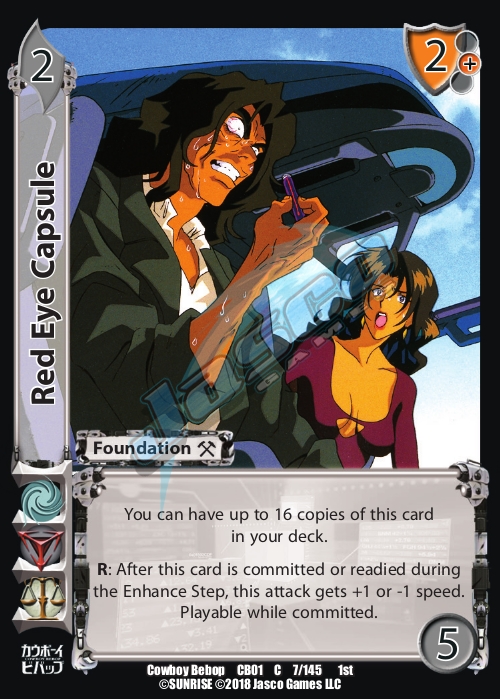 2
2
+
Red Eye Capsule
Jasco
GAMES
Foundation
You can have up to 16 copies of this card
in your deck.
R: After this card is committed or readied during
the Enhance Step, this attack gets +1 or -1 speed.
Playable while committed.
5
カウボーイ
ビバップ
Cowboy Bebop CB01 C 7/145 1st
©SUNRISE ©2018 Jasco Games LLC